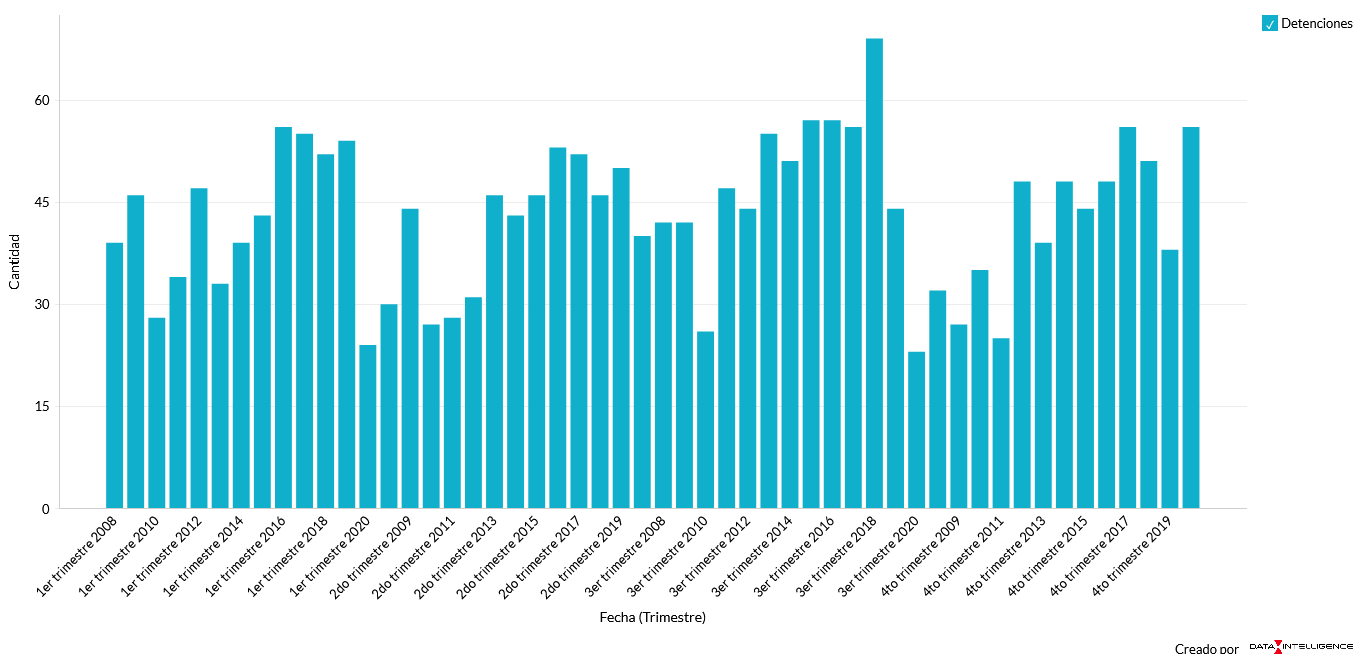 Detenciones
60
45
30
15
0
Cantidad
1er trimestre 2008
1er trimestre 2010
1er trimestre 2012
1er trimestre 2014
1er trimestre 2016
1er trimestre 2018
1er trimestre 2020
2do trimestre 2009
2do trimestre 2011
2do trimestre 2013
2do trimestre 2015
2do trimestre 2017
2do trimestre 2019
3er trimestre 2008
3er trimestre 2010
3er trimestre 2012
3er trimestre 2014
3er trimestre 2016
3er trimestre 2018
3er trimestre 2020
4to trimestre 2009
4to trimestre 2011
4to trimestre 2013
4to trimestre 2015
4to trimestre 2017
4to trimestre 2019
Fecha (Trimestre)
Creado por DATA INTELLIGENCE